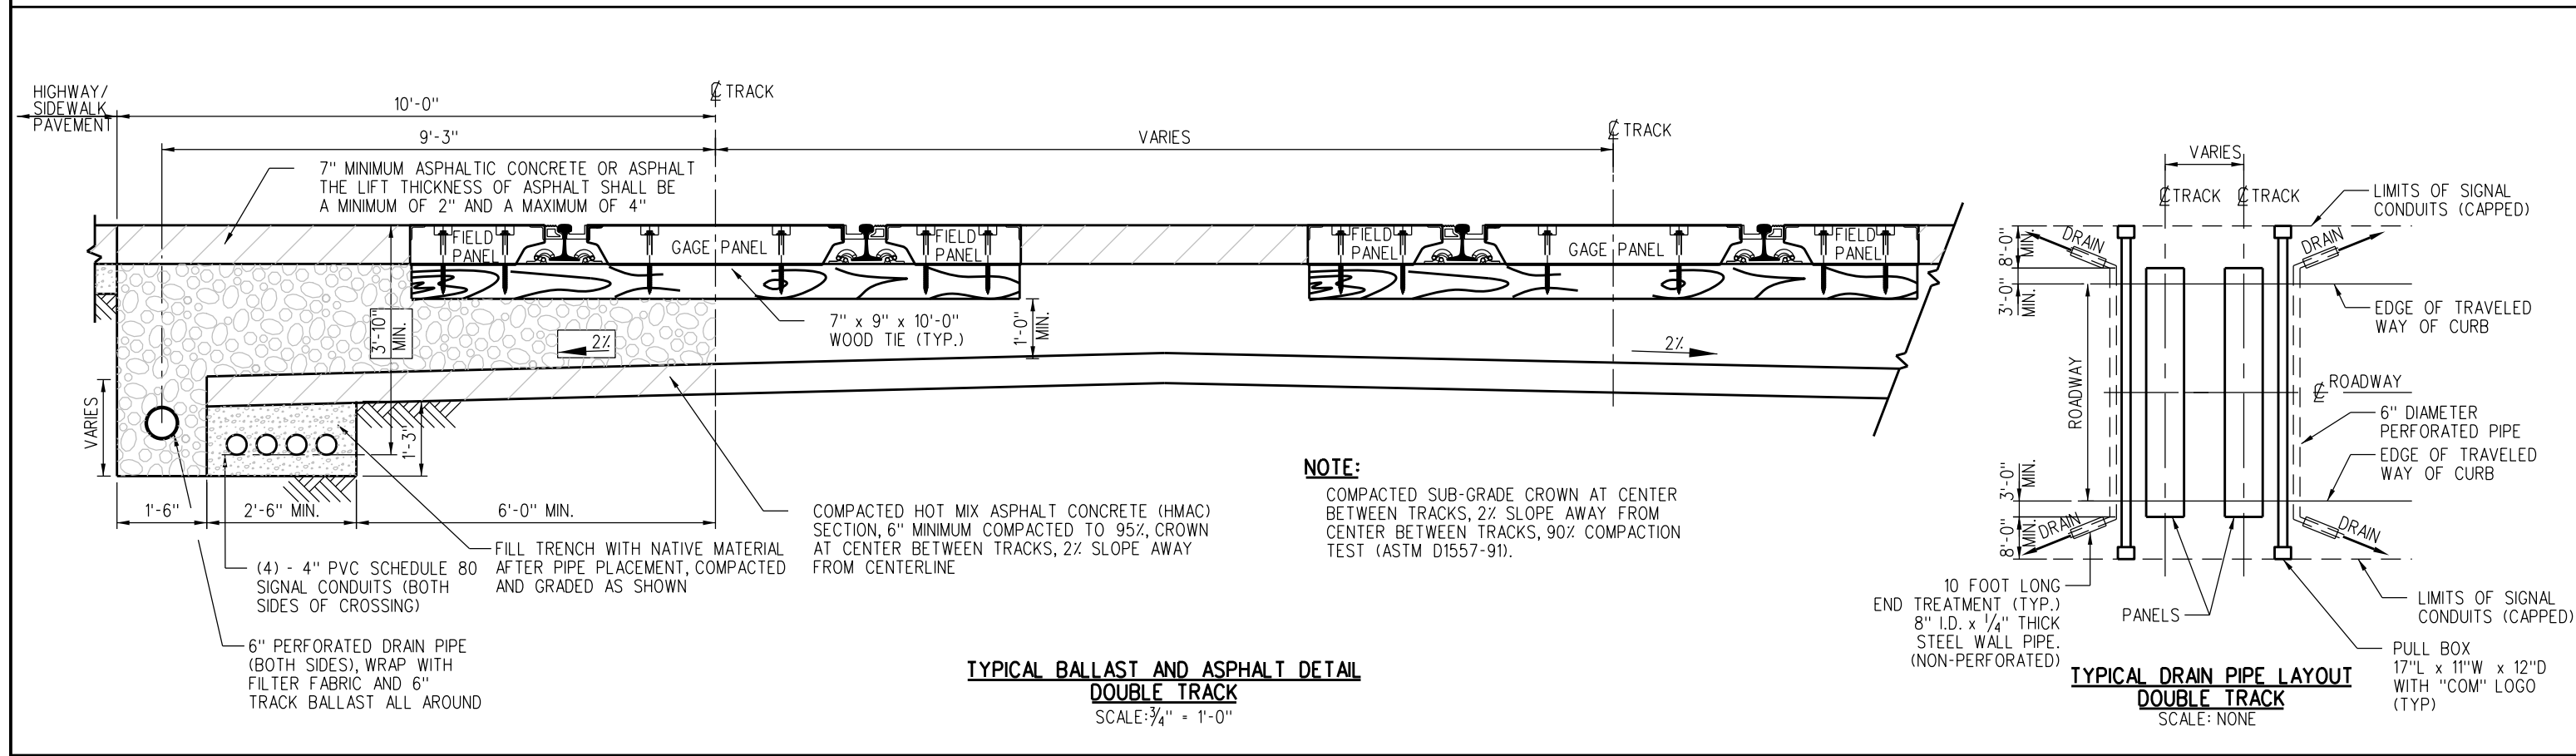 HIGHWAY/
SIDEWALK
PAVEMENT
10'-0"
℄ TRACK
9'-3"
VARIES
℄ TRACK
7" MINIMUM ASPHALTIC CONCRETE OR ASPHALT
THE LIFT THICKNESS OF ASPHALT SHALL BE
A MINIMUM OF 2" AND A MAXIMUM OF 4"
FIELD
PANEL
GAGE PANEL
FIELD
PANEL
FIELD
PANEL
GAGE PANEL
FIELD
PANEL
3'-10"
MIN.
2%
7" x 9" x 10'-0"
WOOD TIE (TYP.)
1'-0"
MIN.
2%
VARIES
1'-3"
1'-6"
2'-6" MIN.
6'-0" MIN.
(4) - 4" PVC SCHEDULE 80
SIGNAL CONDUITS (BOTH
SIDES OF CROSSING)
FILL TRENCH WITH NATIVE MATERIAL
AFTER PIPE PLACEMENT, COMPACTED
AND GRADED AS SHOWN
COMPACTED HOT MIX ASPHALT CONCRETE (HMAC)
SECTION, 6" MINIMUM COMPACTED TO 95%, CROWN
AT CENTER BETWEEN TRACKS, 2% SLOPE AWAY
FROM CENTERLINE
6" PERFORATED DRAIN PIPE
(BOTH SIDES), WRAP WITH
FILTER FABRIC AND 6"
TRACK BALLAST ALL AROUND
NOTE:
COMPACTED SUB-GRADE CROWN AT CENTER
BETWEEN TRACKS, 2% SLOPE AWAY FROM
CENTER BETWEEN TRACKS, 90% COMPACTION
TEST (ASTM D1557-91).
TYPICAL BALLAST AND ASPHALT DETAIL
DOUBLE TRACK
SCALE: ¾" = 1'-0"
VARIES
℄ TRACK
℄ TRACK
LIMITS OF SIGNAL
CONDUITS (CAPPED)
DRAIN
DRAIN
8'-0"
MIN.
3'-0"
MIN.
EDGE OF TRAVELED
WAY OF CURB
ROADWAY
℄ ROADWAY
6" DIAMETER
PERFORATED PIPE
EDGE OF TRAVELED
WAY OF CURB
3'-0"
MIN.
8'-0"
MIN.
DRAIN
DRAIN
10 FOOT LONG
END TREATMENT (TYP.)
8" I.D. x ¼" THICK
STEEL WALL PIPE.
(NON-PERFORATED)
PANELS
LIMITS OF SIGNAL
CONDUITS (CAPPED)
PULL BOX
17"L x 11"W x 12"D
WITH "COM" LOGO
(TYP)
TYPICAL DRAIN PIPE LAYOUT
DOUBLE TRACK
SCALE: NONE